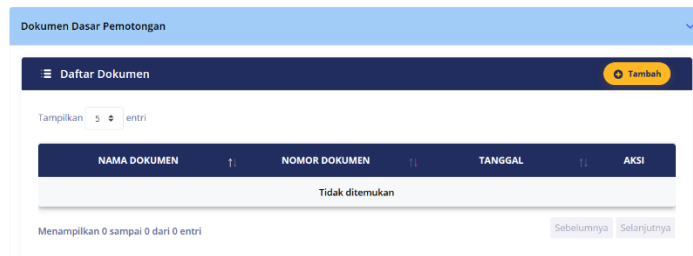 Dokumen Dasar Pemotongan
Daftar Dokumen
Tambah
Tampilkan 5 entri
NAMA DOKUMEN NOMOR DOKUMEN TANGGAL AKSI
Tidak ditemukan
Menampilkan 0 sampai 0 dari 0 entri
Sebelumnya Selanjutnya